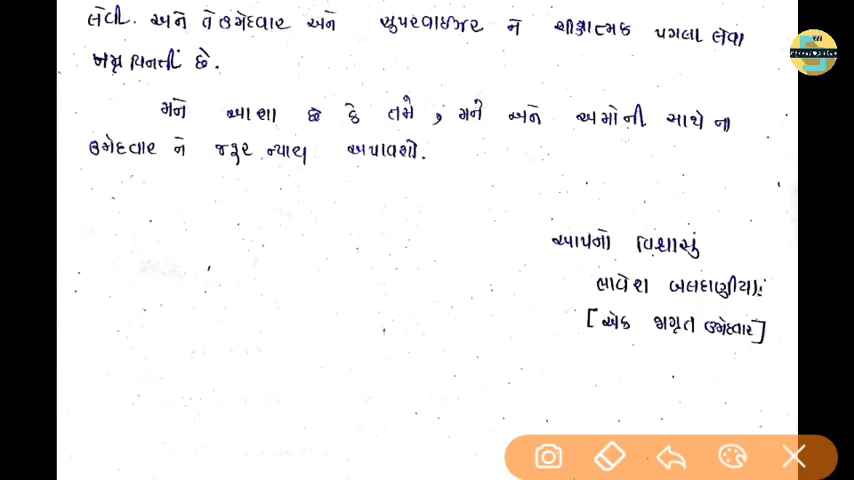 લેવી. અને તે ઉમેદવાર અને સુપરવાઈઝર ને શીક્ષાત્મક પગલા લેવા
નમ્ર વિનતીં છે.
મને આશા છે કે તમે , મને અને અમોની સાથે ના
ઉમેદવાર ને જરૂર ન્યાય અપાવશો.
આપનો વિશાસું
ભાવેશ બલદાણીયા
[એક જાગૃત ઉમેદવાર]